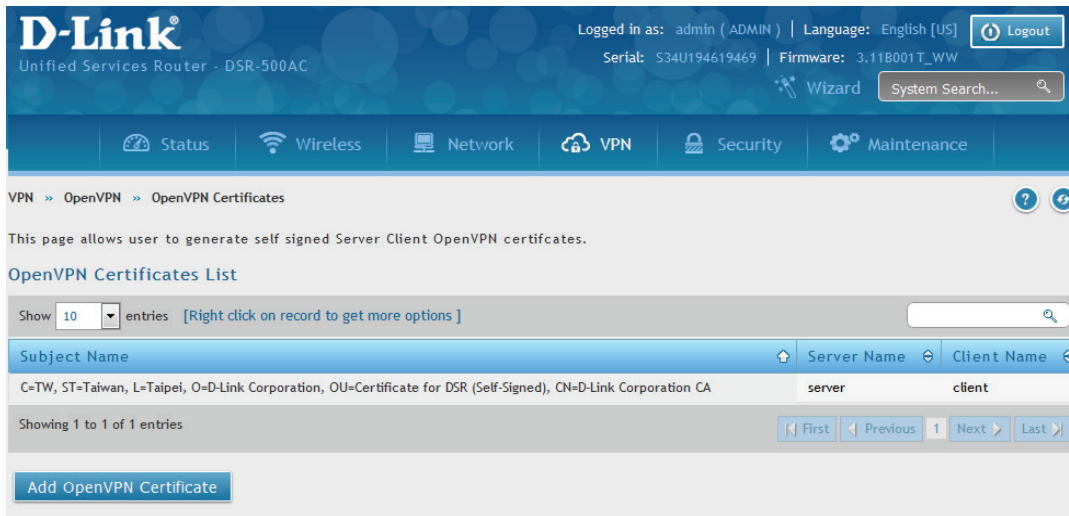 D-Link
Unified Services Router - DSR-500AC
Logged in as: admin ( ADMIN ) | Language: English [US]
Logout
Serial: S34U194619469 | Firmware: 3.11B001T_WW
Wizard
System Search...
Status
Wireless
Network
VPN
Security
Maintenance
VPN » OpenVPN » OpenVPN Certificates
?
This page allows user to generate self signed Server Client OpenVPN certifcates.
OpenVPN Certificates List
Show 10 entries [Right click on record to get more options ]
Subject Name Server Name Client Name
C=TW, ST=Taiwan, L=Taipei, O=D-Link Corporation, OU=Certificate for DSR (Self-Signed), CN=D-Link Corporation CA server client
Showing 1 to 1 of 1 entries
First Previous 1 Next Last
Add OpenVPN Certificate